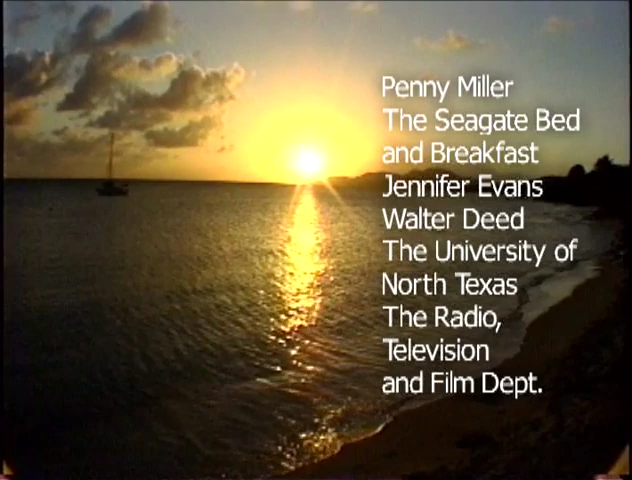 Penny Miller
The Seagate Bed
and Breakfast
Jennifer Evans
Walter Deed
The University of
North Texas
The Radio,
Television
and Film Dept.